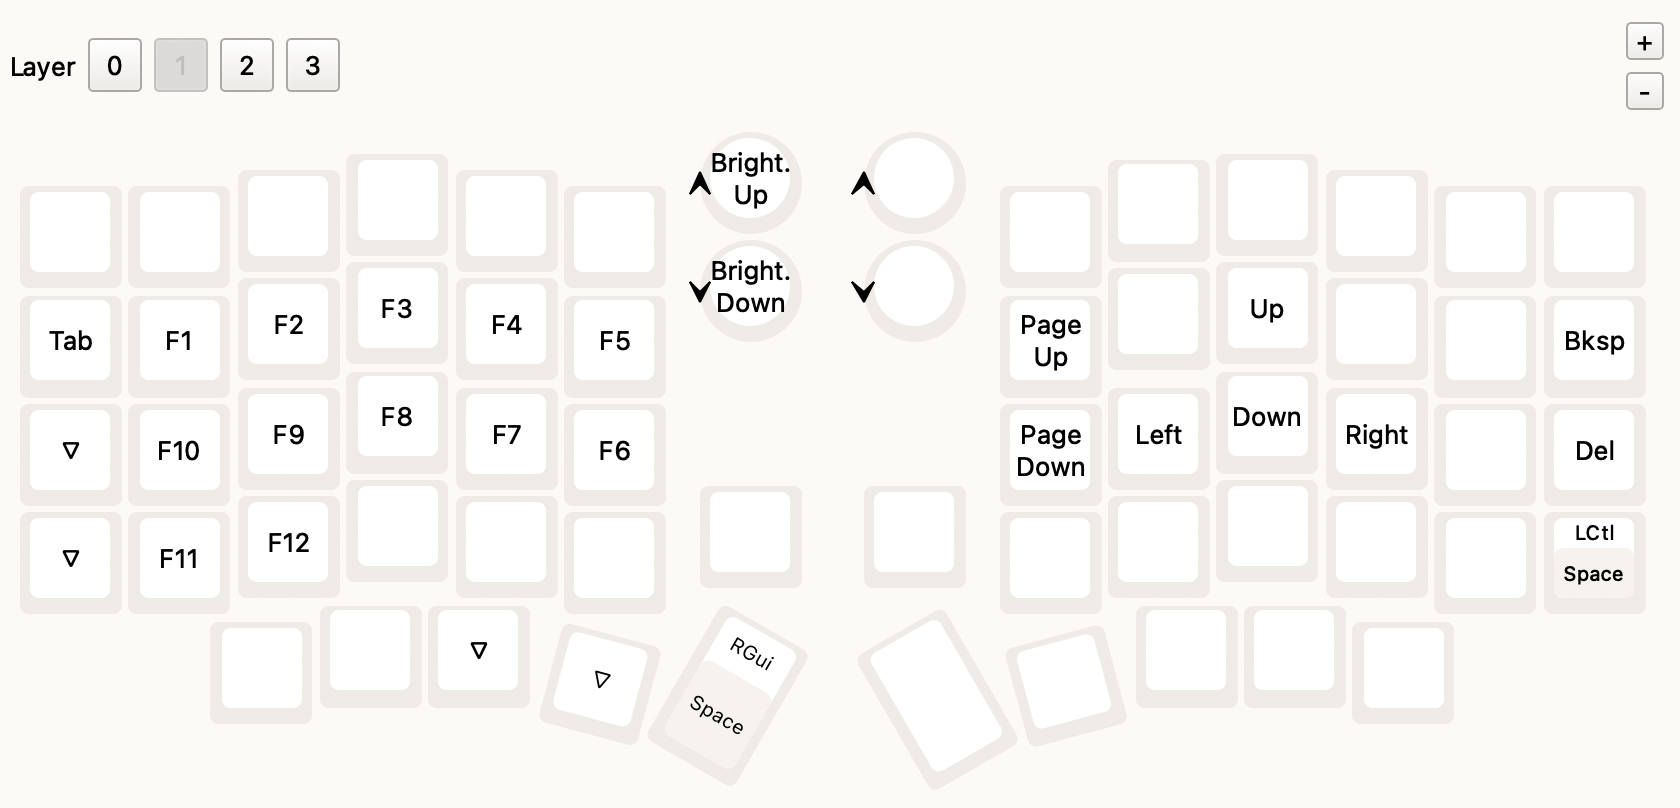 Layer 0 1 2 3
+
-
Bright.
Up
Bright.
Down
Tab F1 F2 F3 F4 F5
▽ F10 F9 F8 F7 F6
▽ F11 F12
▽ ▽
RGui
Space
Page
Up
Up
Bksp
Page
Down
Left Down Right
Del
LCtl
Space